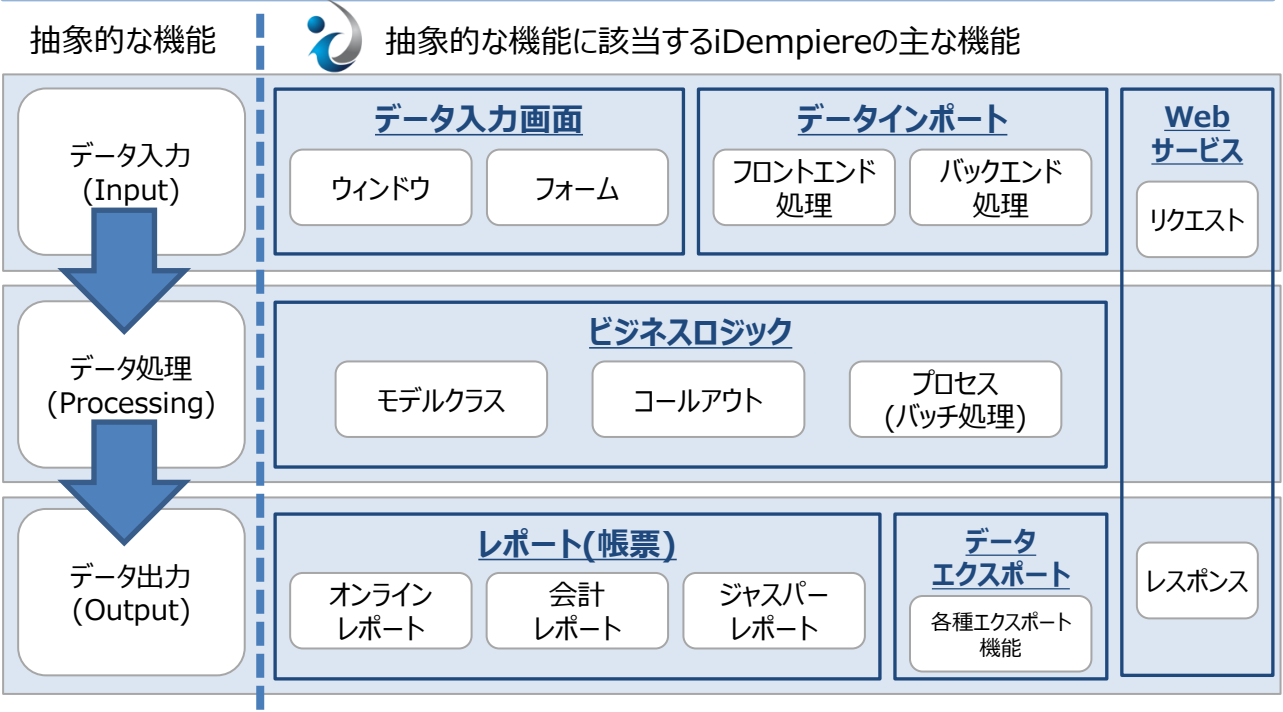 抽象的な機能
抽象的な機能に該当するiDempiereの主な機能
データ入力
(Input)
データ入力画面
ウィンドウ
フォーム
データインポート
フロントエンド
処理
バックエンド
処理
Web
サービス
リクエスト
データ処理
(Processing)
ビジネスロジック
モデルクラス
コールアウト
プロセス
(バッチ処理)
データ出力
(Output)
レポート(帳票)
オンライン
レポート
会計
レポート
ジャスパー
レポート
データ
エクスポート
各種エクスポート
機能
レスポンス